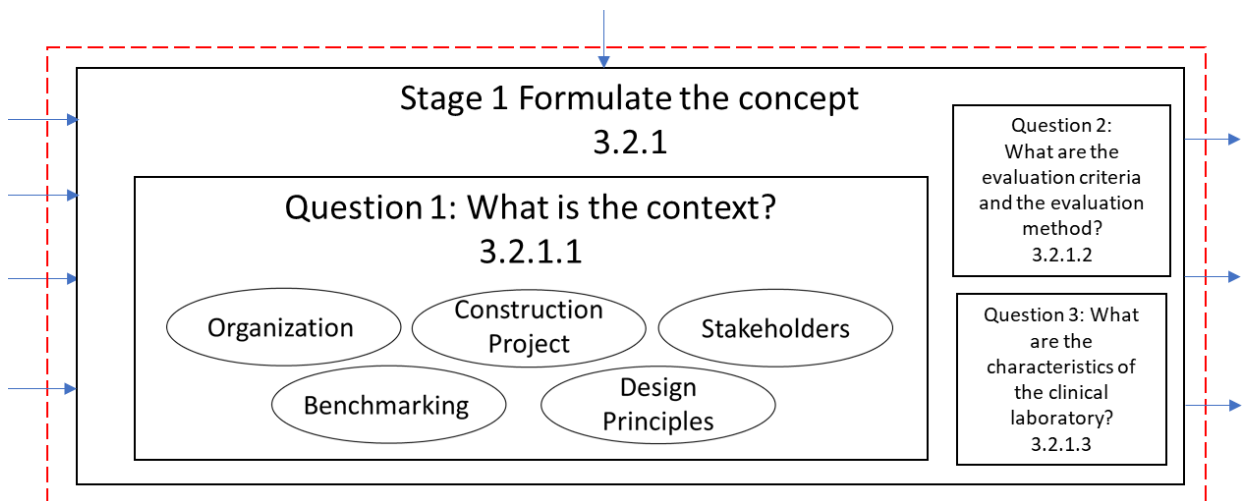 Stage 1 Formulate the concept
3.2.1
Question 1: What is the context?
3.2.1.1
Organization
Construction
Project
Stakeholders
Benchmarking
Design
Principles
Question 2:
What are the
evaluation criteria
and the evaluation
method?
3.2.1.2
Question 3: What
are the
characteristics of
the clinical
laboratory?
3.2.1.3